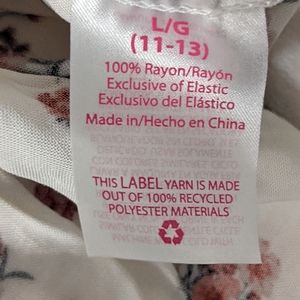 L/G
(11-13)
100% Rayon/Rayón
Exclusive of Elastic
Exclusivo del Elástico
Made in/Hecho en China
THIS LABEL YARN IS MADE
OUT OF 100% RECYCLED
POLYESTER MATERIALS